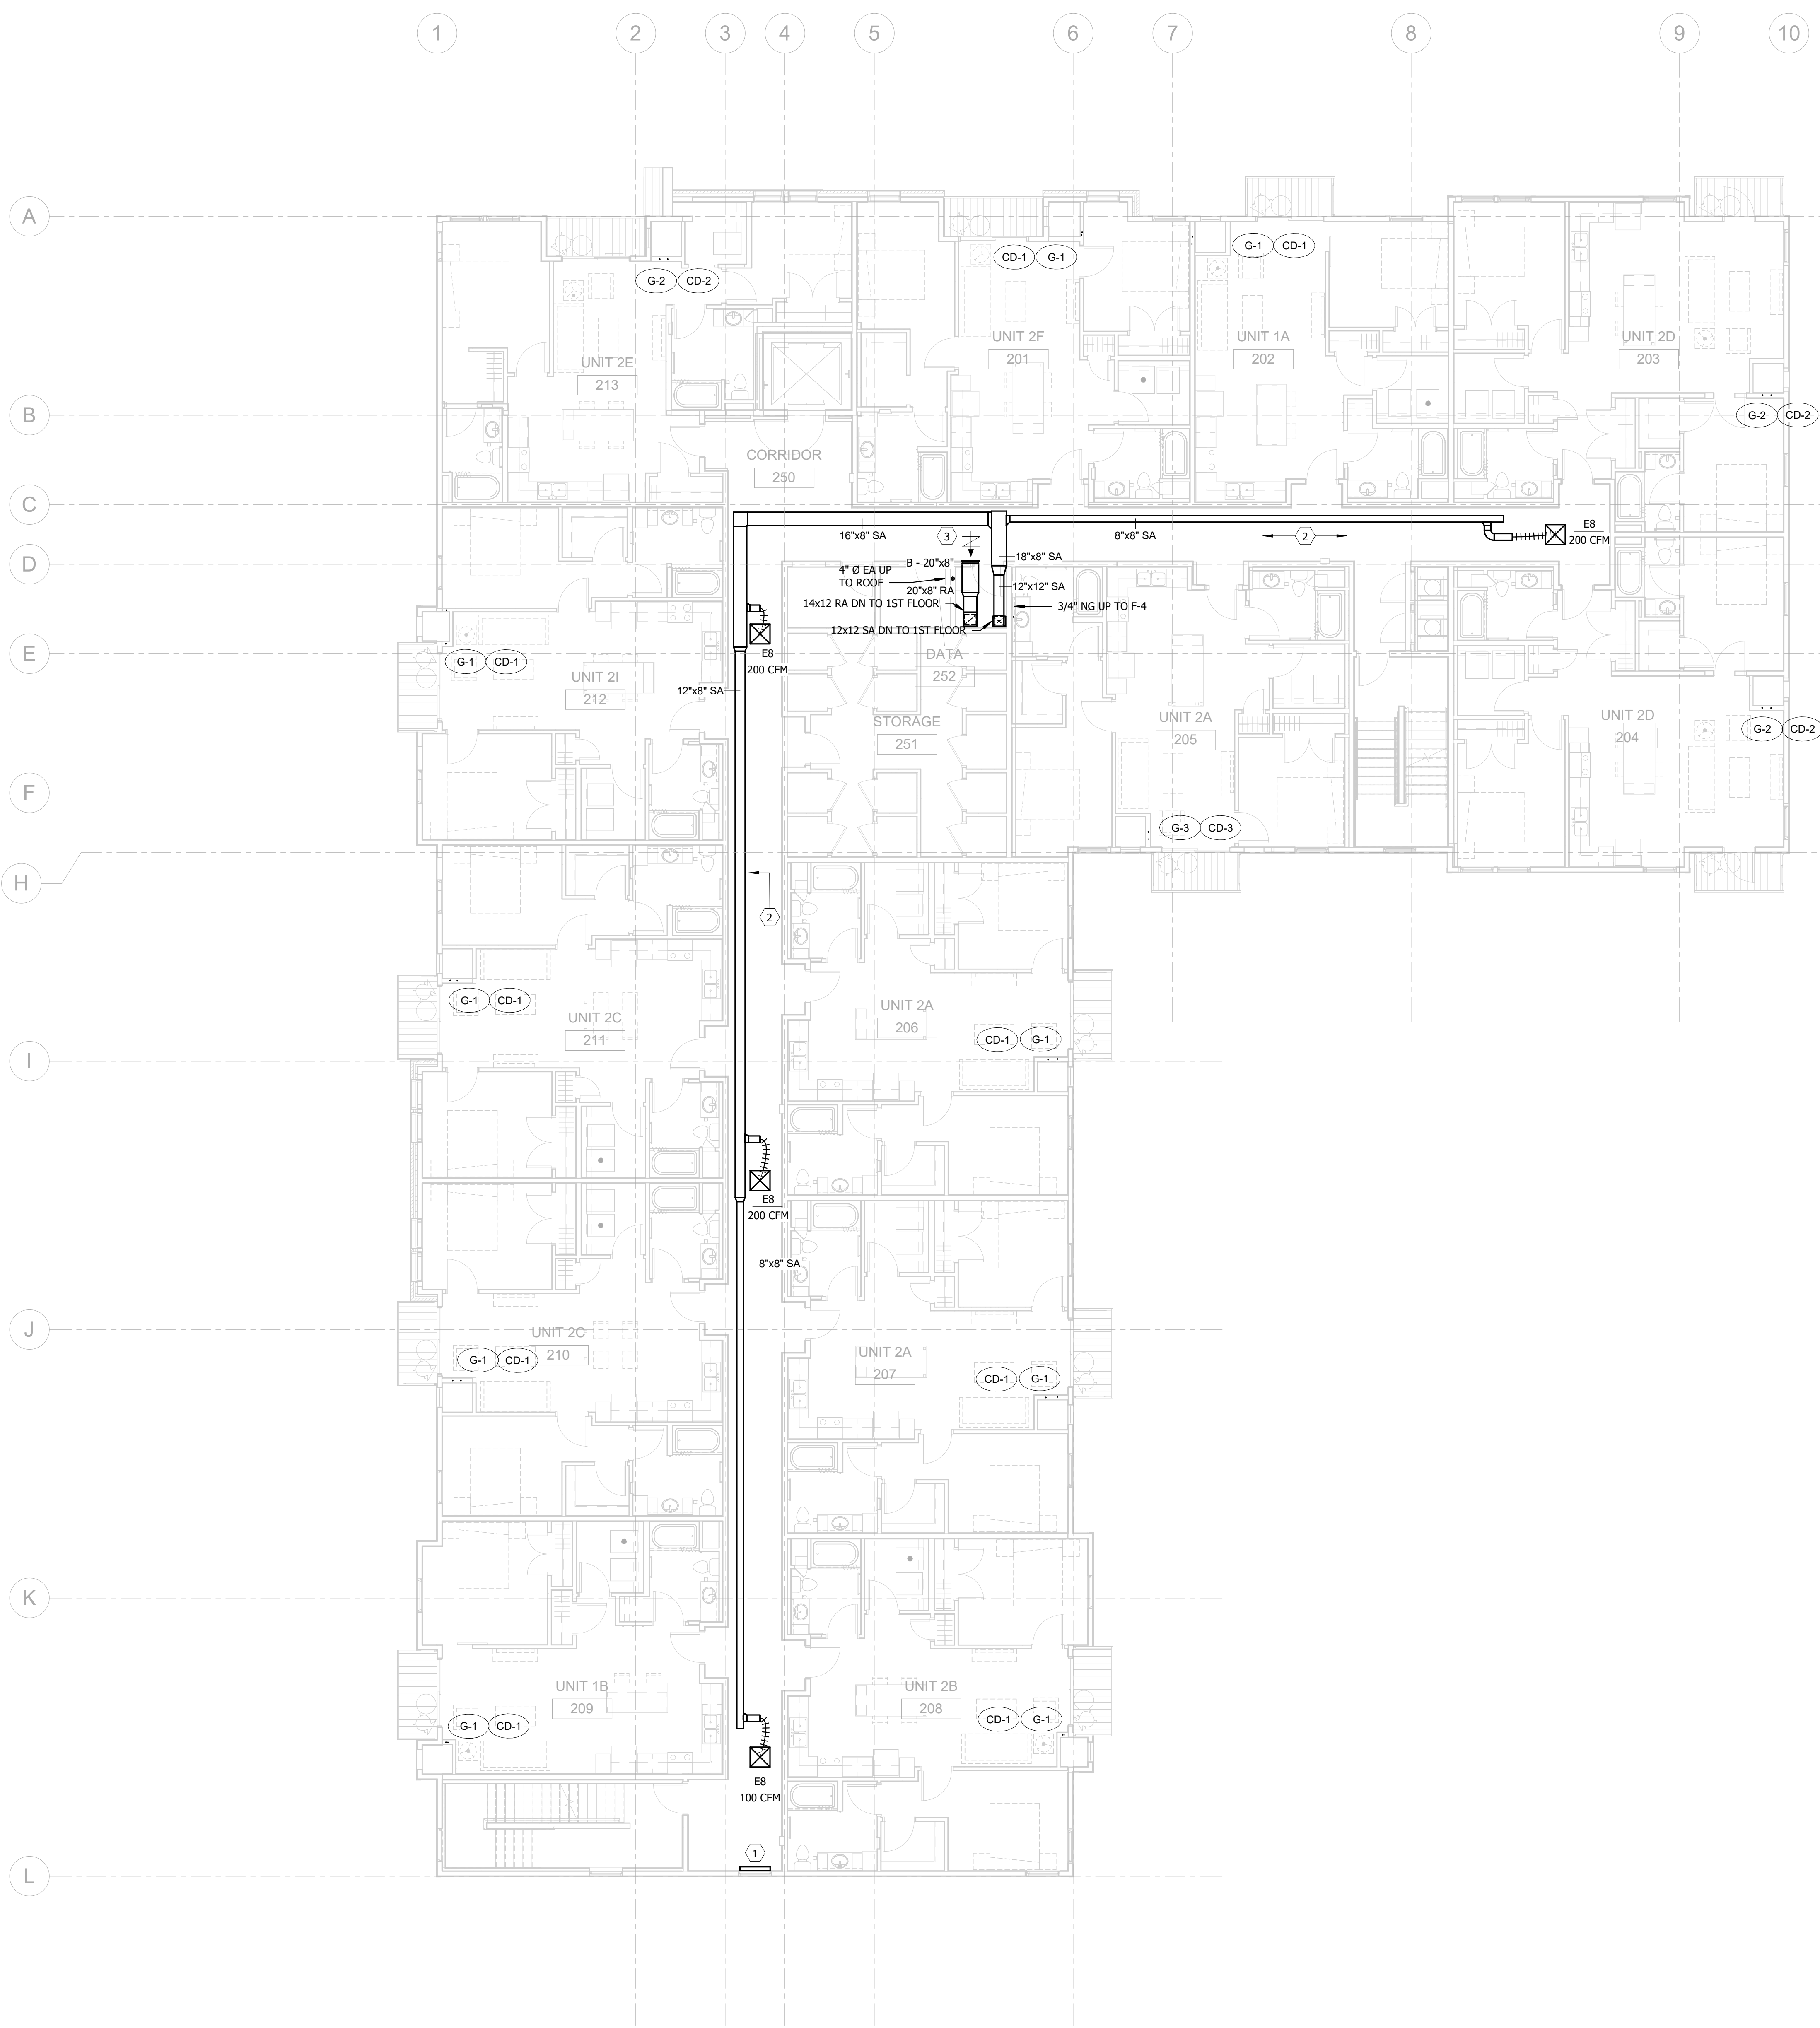 1
2
3
4
5
6
7
8
9
10
A
G-1
CD-1
CD-1
G-1
G-2
CD-2
UNIT 2F
201
UNIT 1A
202
UNIT 2D
203
UNIT 2E
213
B
G-2
CD-2
CORRIDOR
250
C
16"x8" SA
3
8"x8" SA
2
E8
200 CFM
D
18"x8" SA
B - 20"x8"
4" Ø EA UP
TO ROOF
20"x8" RA
12"x12" SA
14x12 RA DN TO 1ST FLOOR
3/4" NG UP TO F-4
12x12 SA DN TO 1ST FLOOR
E
E8
200 CFM
DATA
252
G-1
CD-1
UNIT 2I
212
12"x8" SA
STORAGE
251
UNIT 2A
205
UNIT 2D
204
G-2
CD-2
F
G-3
CD-3
H
2
G-1
CD-1
UNIT 2C
211
UNIT 2A
206
CD-1
G-1
I
E8
200 CFM
8"x8" SA
J
UNIT 2C
210
G-1
CD-1
UNIT 2A
207
CD-1
G-1
K
UNIT 1B
209
G-1
CD-1
UNIT 2B
208
CD-1
G-1
E8
100 CFM
1
L